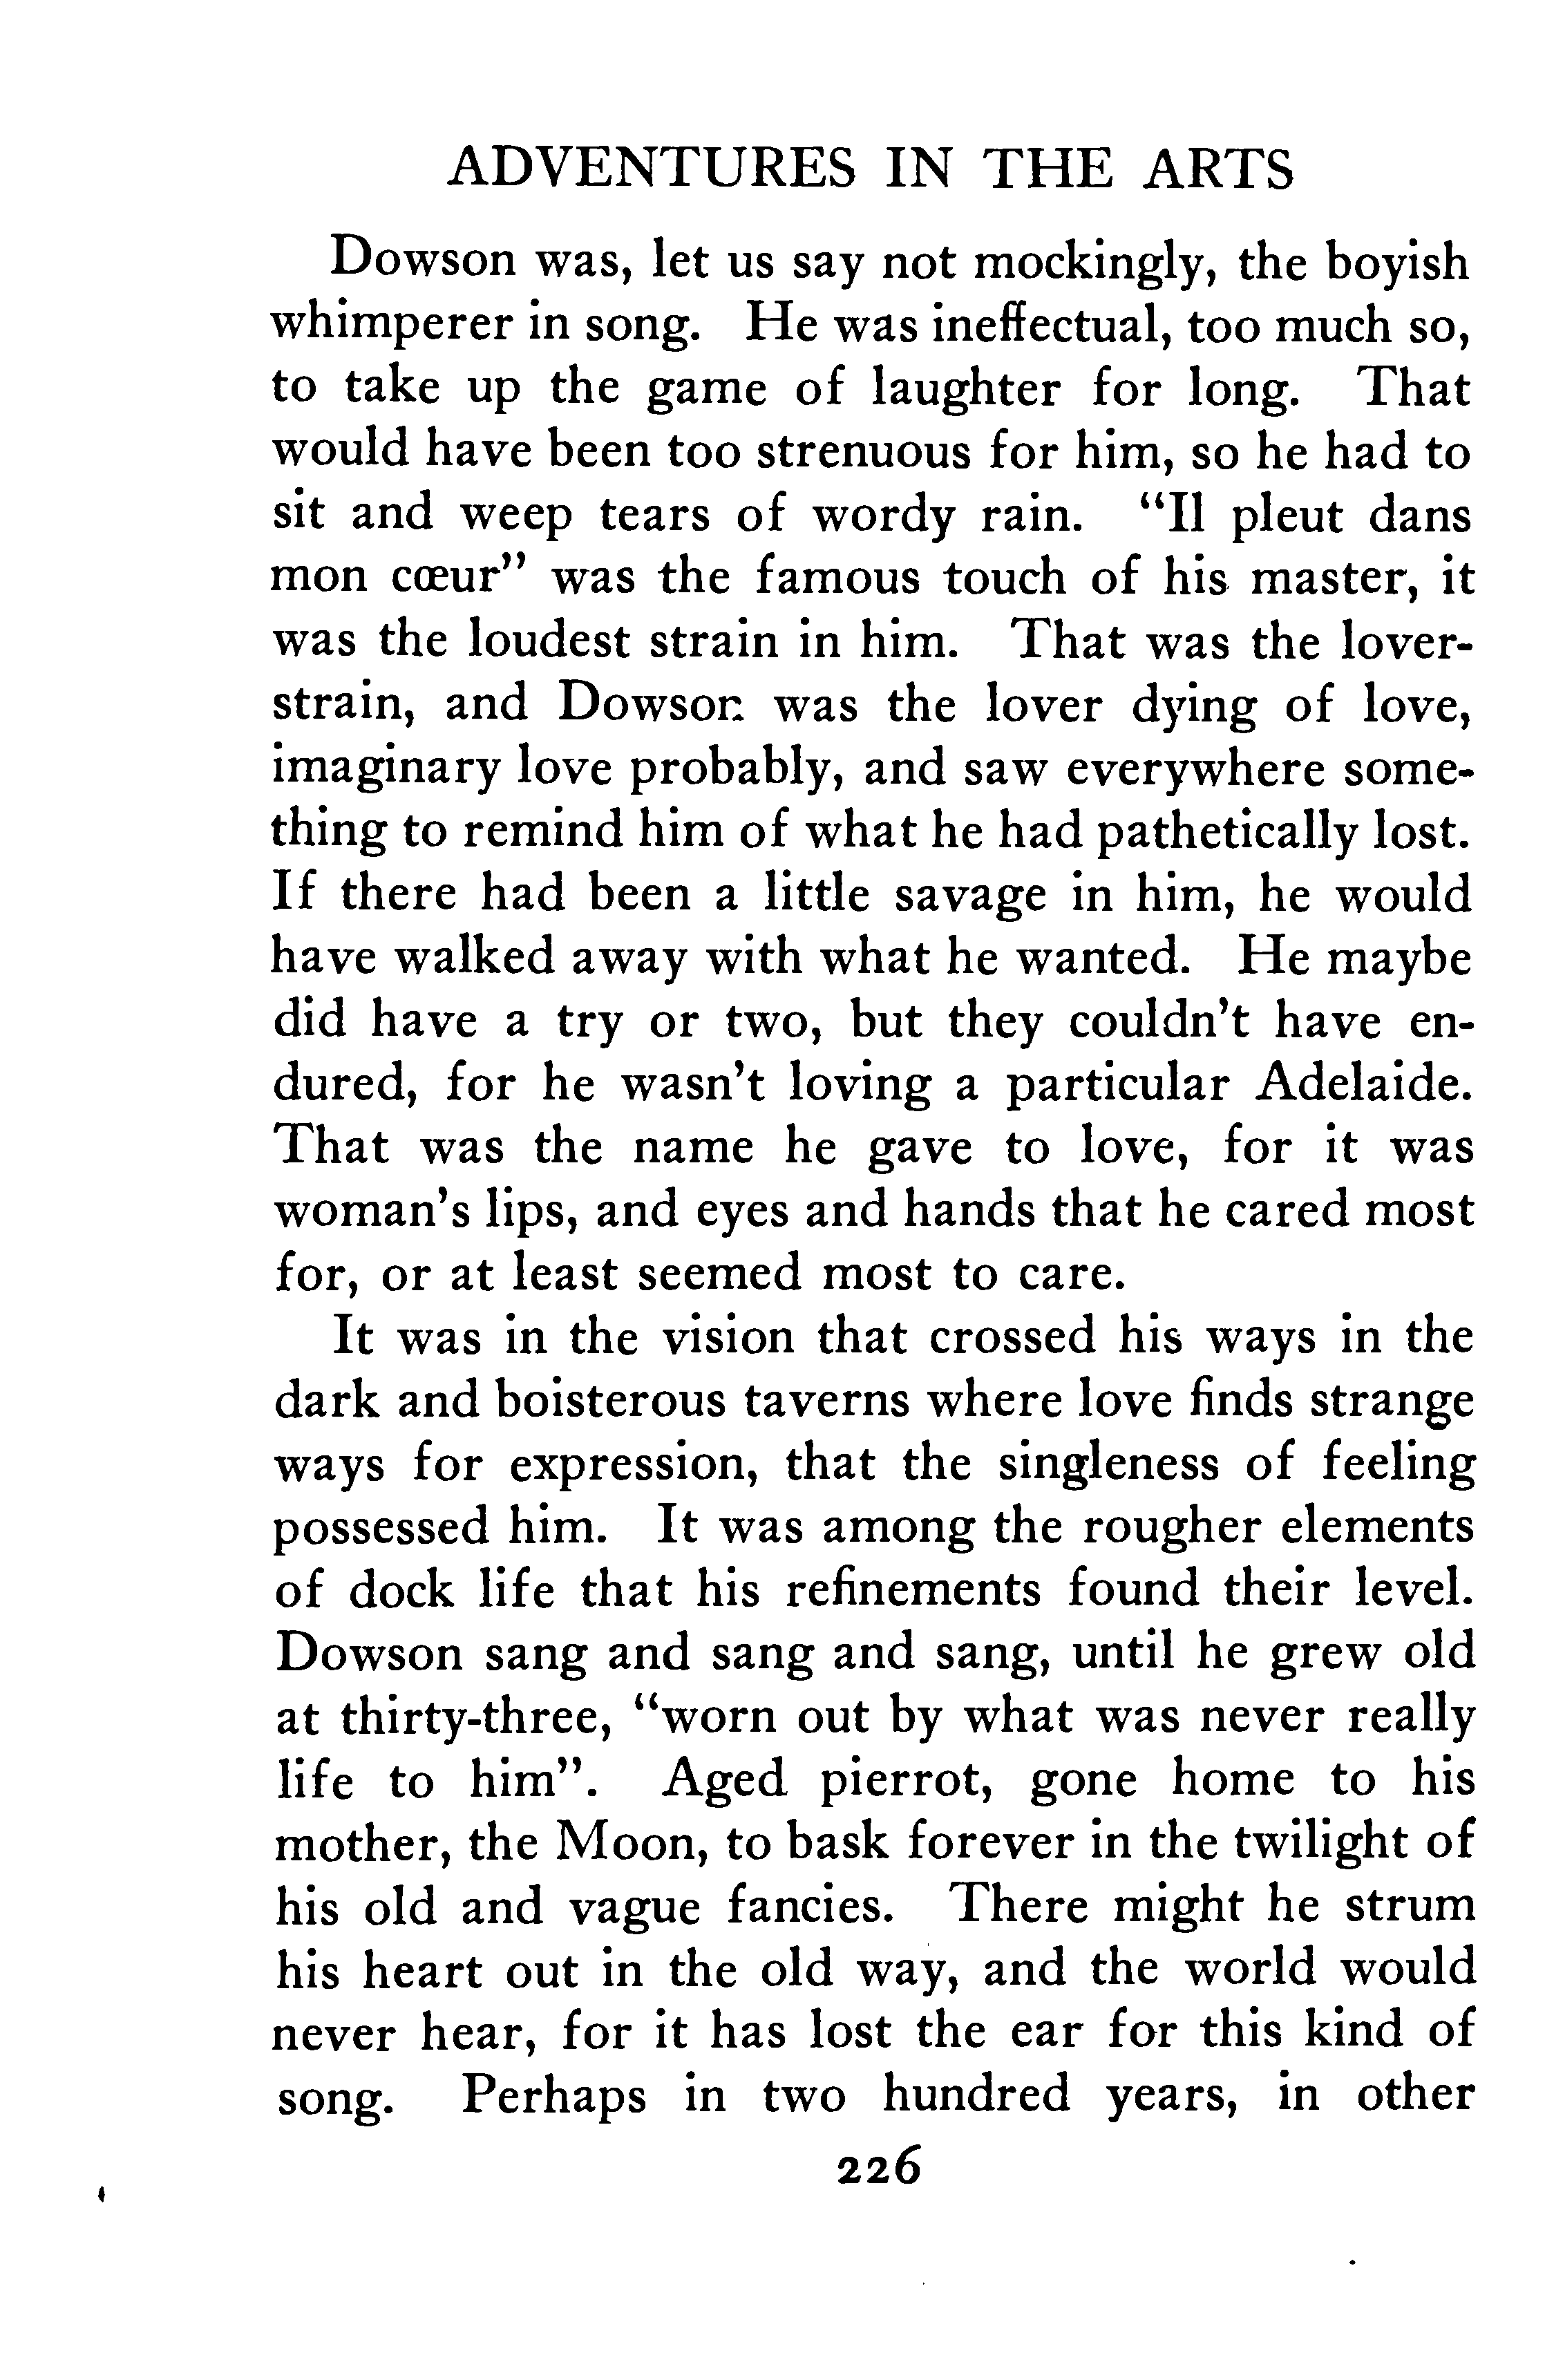 ADVENTURES IN THE ARTS
Dowson was, let us say not mockingly, the boyish
whimperer in song. He was ineffectual, too much so,
to take up the game of laughter for long. That
would have been too strenuous for him, so he had to
sit and weep tears of wordy rain. "Il pleut dans
mon cœur" was the famous touch of his master, it
was the loudest strain in him. That was the lover-
strain, and Dowson was the lover dying of love,
imaginary love probably, and saw everywhere some-
thing to remind him of what he had pathetically lost.
If there had been a little savage in him, he would
have walked away with what he wanted. He maybe
did have a try or two, but they couldn't have en-
dured, for he wasn't loving a particular Adelaide.
That was the name he gave to love, for it was
woman's lips, and eyes and hands that he cared most
for, or at least seemed most to care.
It was in the vision that crossed his ways in the
dark and boisterous taverns where love finds strange
ways for expression, that the singleness of feeling
possessed him. It was among the rougher elements
of dock life that his refinements found their level.
Dowson sang and sang and sang, until he grew old
at thirty-three, "worn out by what was never really
life to him". Aged pierrot, gone home to his
mother, the Moon, to bask forever in the twilight of
his old and vague fancies. There might he strum
his heart out in the old way, and the world would
never hear, for it has lost the ear for this kind of
song. Perhaps in two hundred years, in other
226